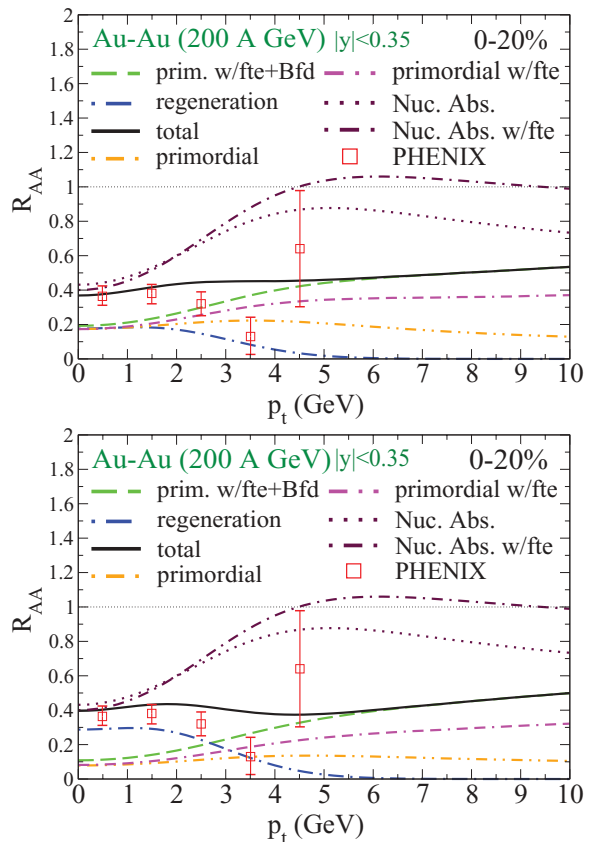 2
1.8
1.6
1.4
1.2
1
0.8
0.6
0.4
0.2
0
R_AA
Au-Au (200 A GeV) |y|<0.35 0-20%
prim. w/fte+Bfd
regeneration
total
primordial
primordial w/fte
Nuc. Abs.
Nuc. Abs. w/fte
PHENIX
0 1 2 3 4 5 6 7 8 9 10
p_t (GeV)
2
1.8
1.6
1.4
1.2
1
0.8
0.6
0.4
0.2
0
R_AA
Au-Au (200 A GeV) |y|<0.35 0-20%
prim. w/fte+Bfd
regeneration
total
primordial
primordial w/fte
Nuc. Abs.
Nuc. Abs. w/fte
PHENIX
0 1 2 3 4 5 6 7 8 9 10
p_t (GeV)